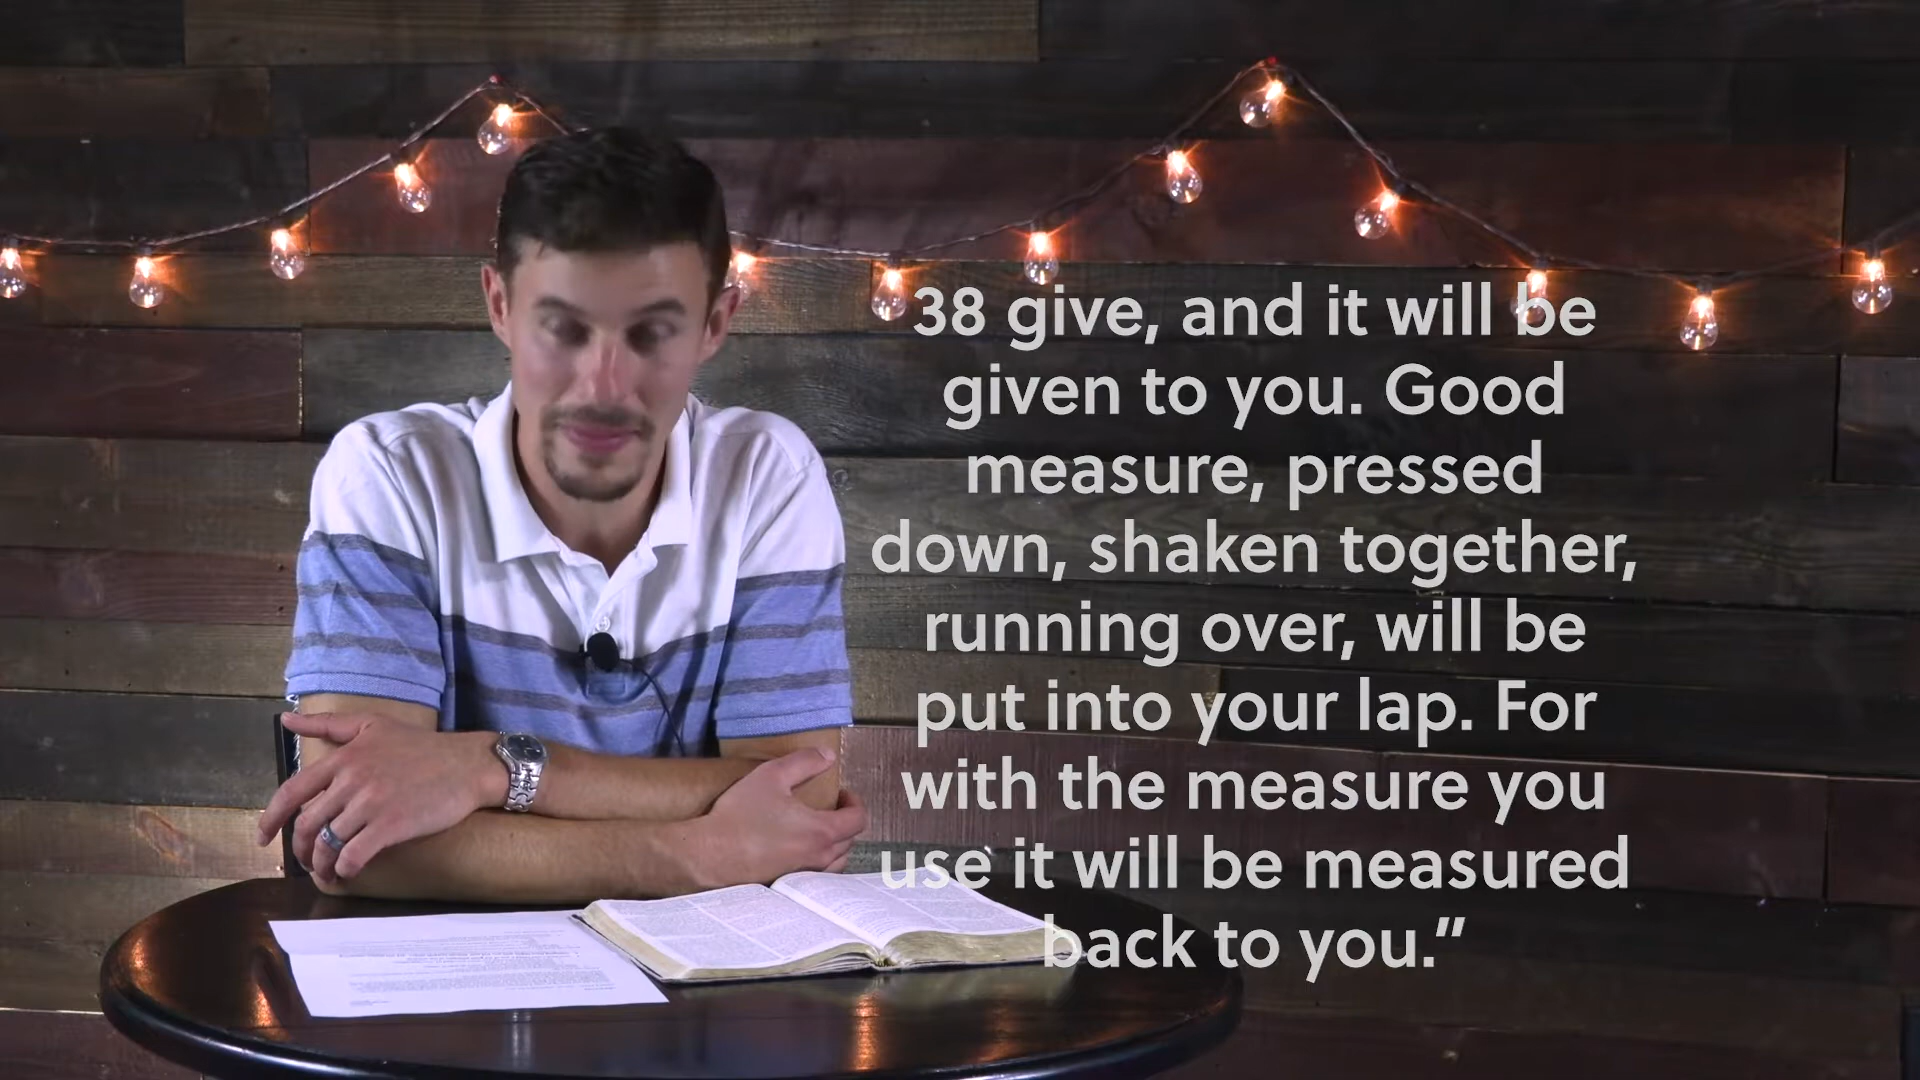 38 give, and it will be
given to you. Good
measure, pressed
down, shaken together,
running over, will be
put into your lap. For
with the measure you
use it will be measured
back to you.”